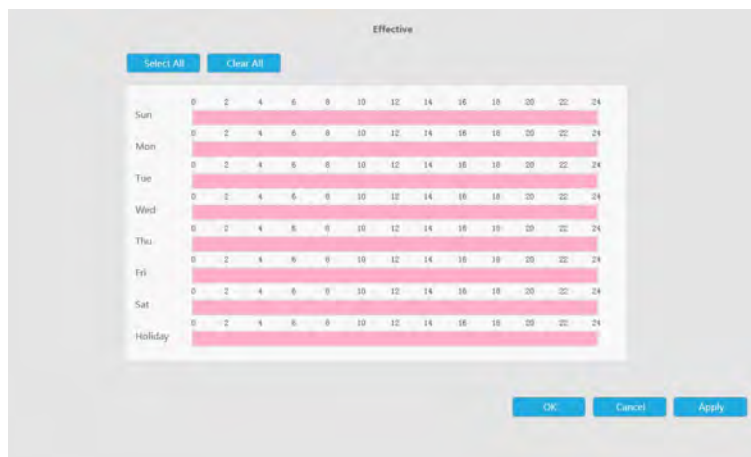 Effective
Select All Clear All
0 2 4 6 8 10 12 14 16 18 20 22 24
Sun
0 2 4 6 8 10 12 14 16 18 20 22 24
Mon
0 2 4 6 8 10 12 14 16 18 20 22 24
Tue
0 2 4 6 8 10 12 14 16 18 20 22 24
Wed
0 2 4 6 8 10 12 14 16 18 20 22 24
Thu
0 2 4 6 8 10 12 14 16 18 20 22 24
Fri
0 2 4 6 8 10 12 14 16 18 20 22 24
Sat
0 2 4 6 8 10 12 14 16 18 20 22 24
Holiday
OK Cancel Apply